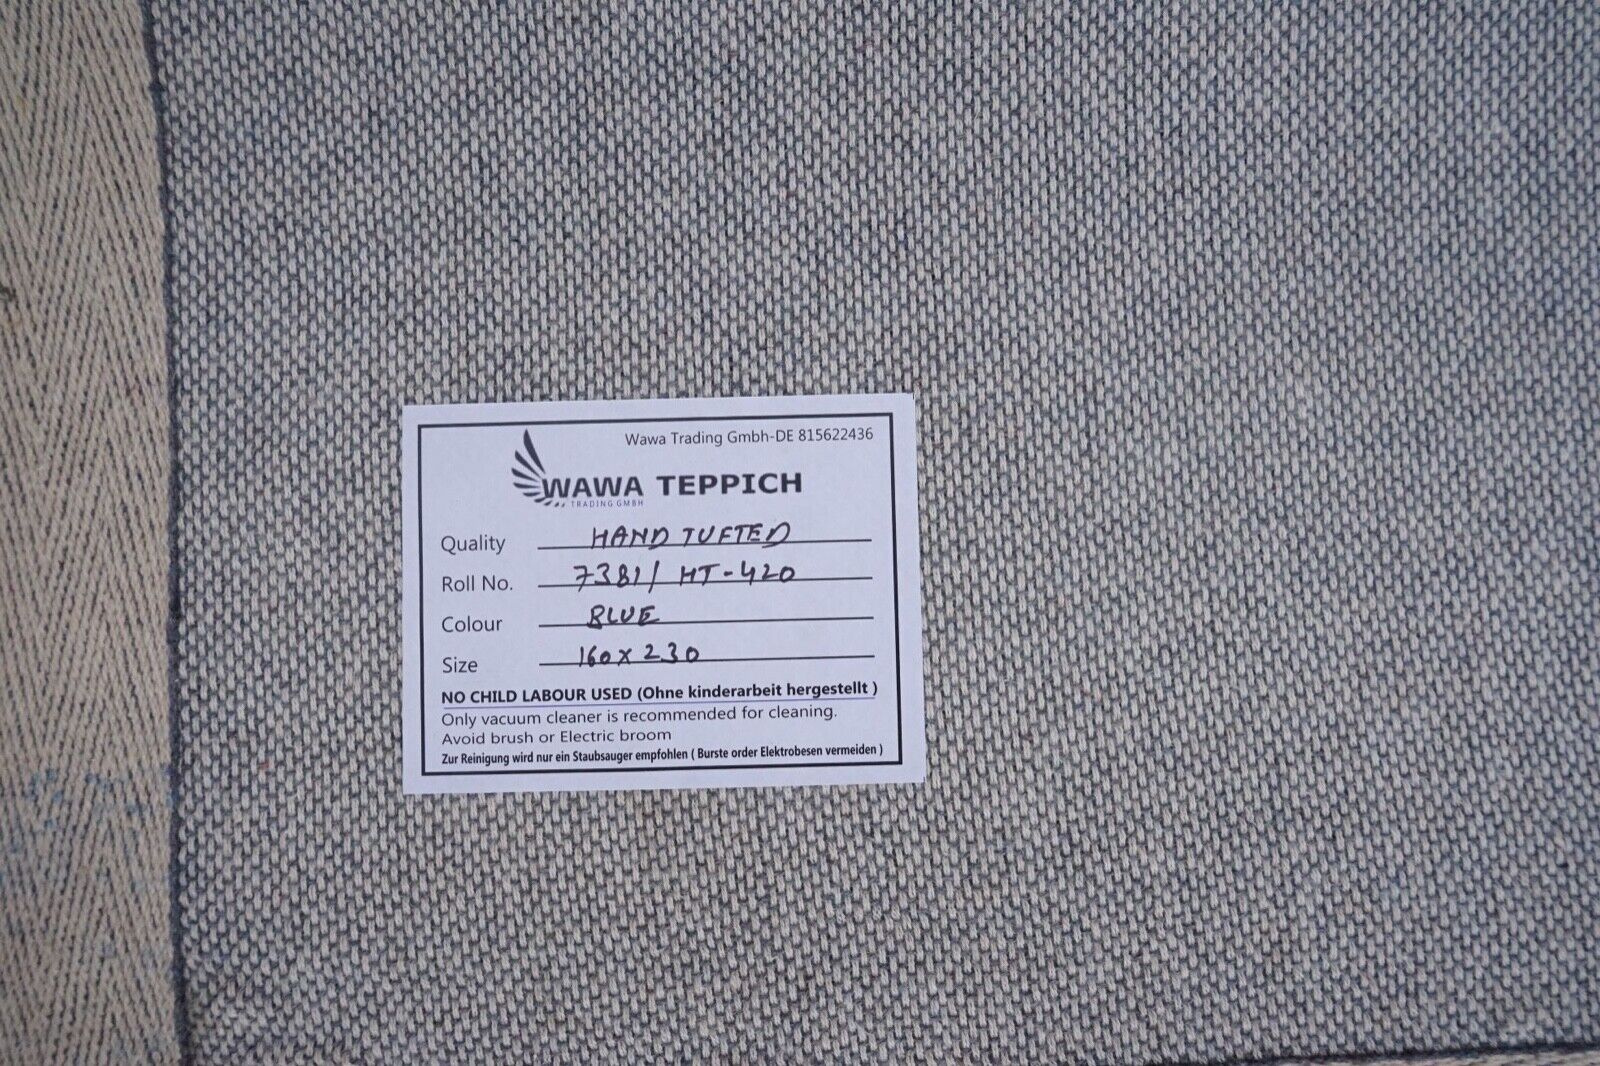 Wawa Trading Gmbh-DE 815622436
WAWA TEPPICH
TRADING GMBH
Quality HAND TUFTED
Roll No. 7381/ HT-420
Colour BLUE
Size 160 x 230
NO CHILD LABOUR USED (Ohne kinderarbeit hergestellt )
Only vacuum cleaner is recommended for cleaning.
Avoid brush or Electric broom
Zur Reinigung wird nur ein Staubsauger empfohlen ( Burste order Elektrobesen vermeiden )